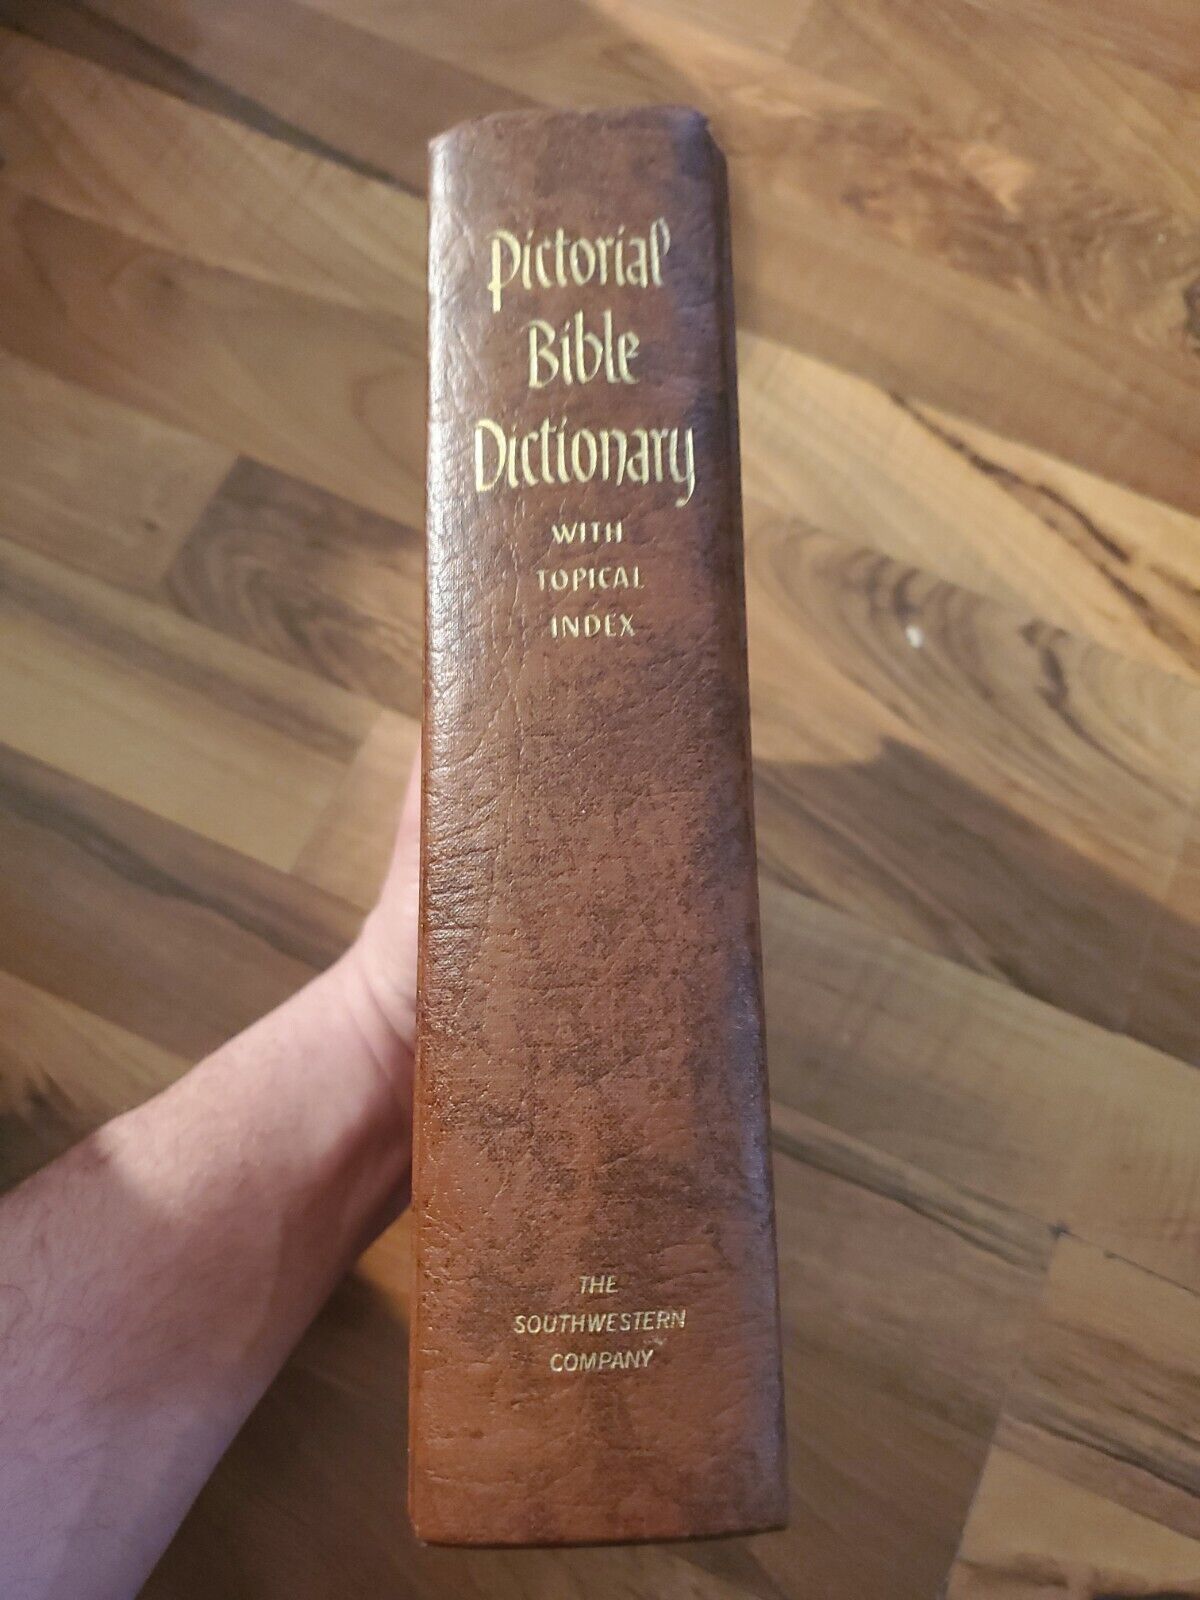 Pictorial
Bible
Dictionary
WITH
TOPICAL
INDEX
THE
SOUTHWESTERN
COMPANY